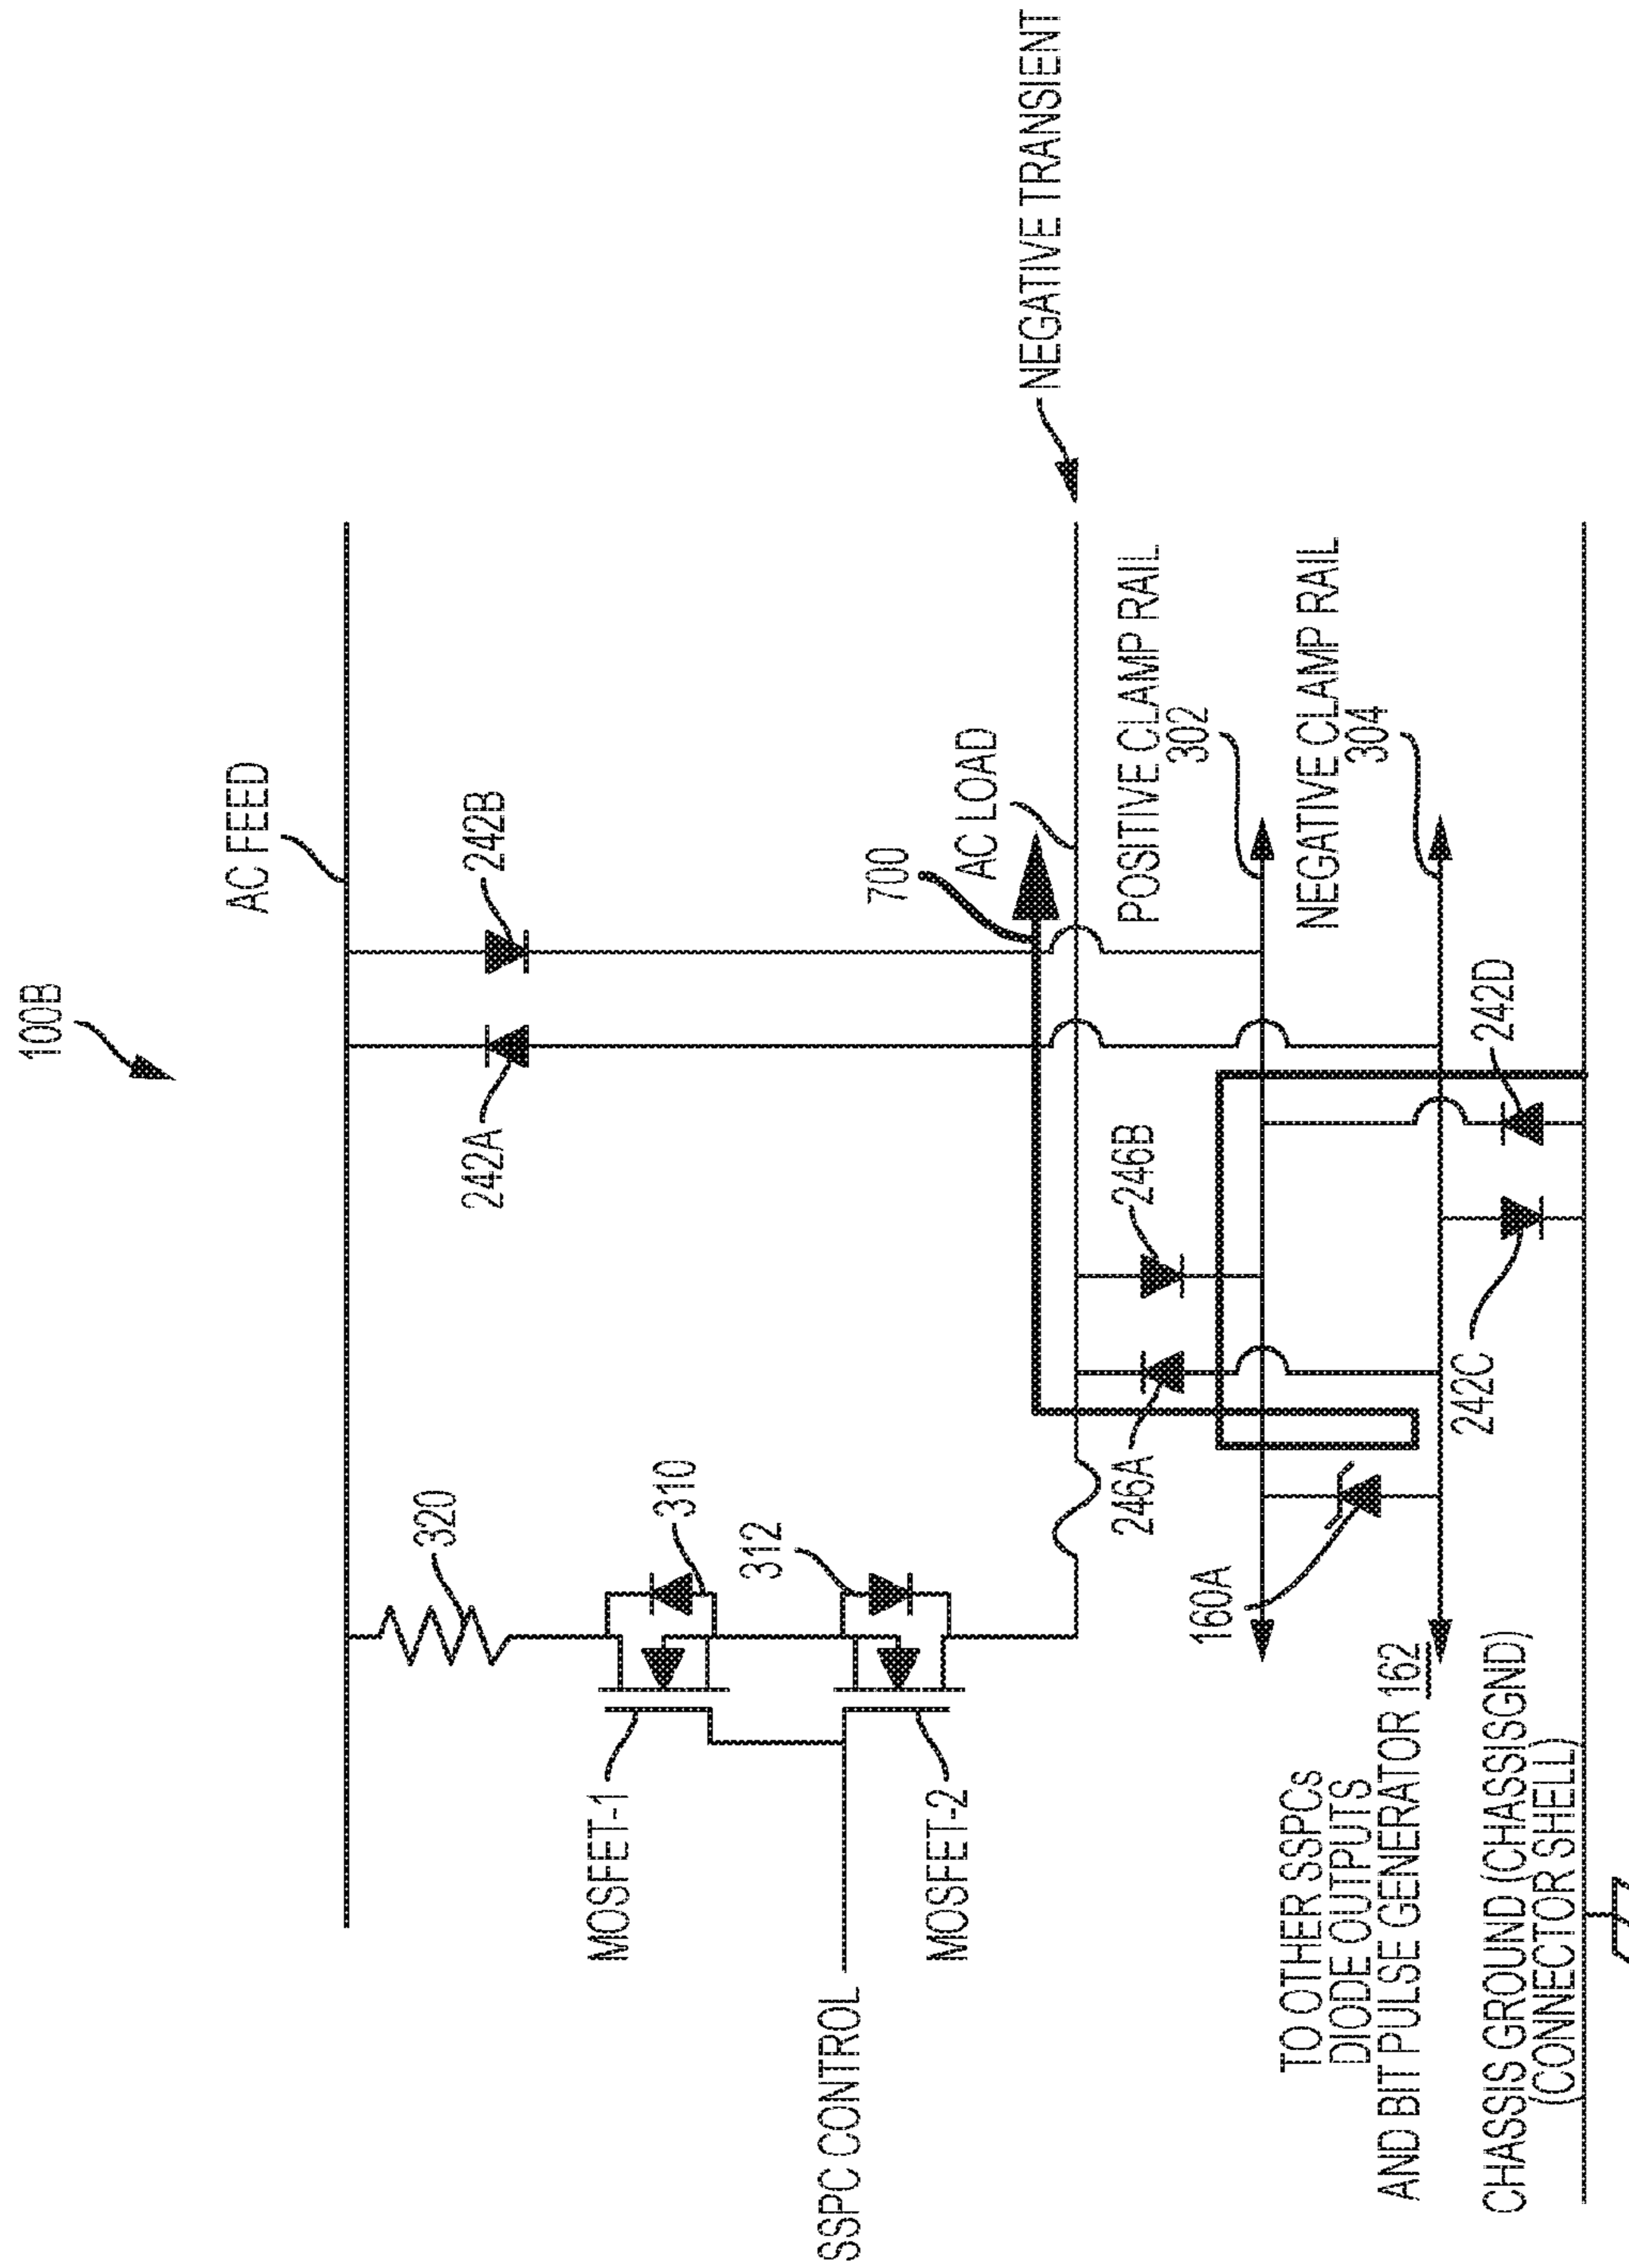 100B
AC FEED
242A
242B
320
MOSFET-1
310
312
MOSFET-2
SSPC CONTROL
700
AC LOAD
NEGATIVE TRANSIENT
246A
246B
POSITIVE CLAMP RAIL
302
NEGATIVE CLAMP RAIL
304
160A
242C
242D
TO OTHER SSPCs
DIODE OUTPUTS
AND BIT PULSE GENERATOR 162
CHASSIS GROUND (CHASSISGND)
(CONNECTOR SHELL)